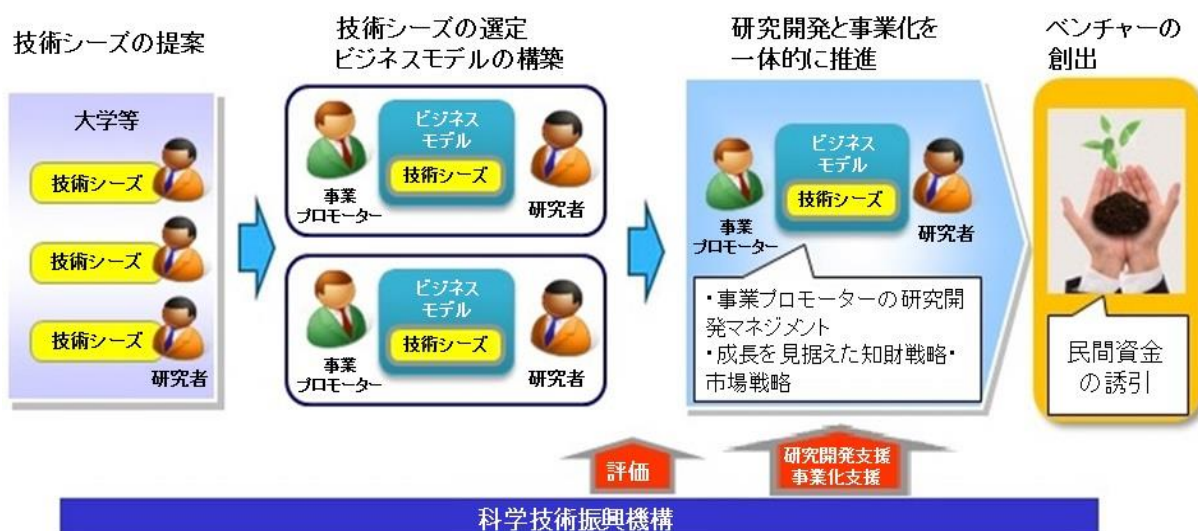 技術シーズの提案
大学等
技術シーズ
技術シーズ
技術シーズ
研究者
技術シーズの選定
ビジネスモデルの構築
ビジネス
モデル
技術シーズ
事業
プロモーター
研究者
ビジネス
モデル
技術シーズ
事業
プロモーター
研究者
研究開発と事業化を
一体的に推進
ビジネス
モデル
技術シーズ
事業
プロモーター
研究者
・事業プロモーターの研究開
発マネジメント
・成長を見据えた知財戦略・
市場戦略
ベンチャーの
創出
民間資金
の誘引
評価
研究開発支援
事業化支援
科学技術振興機構